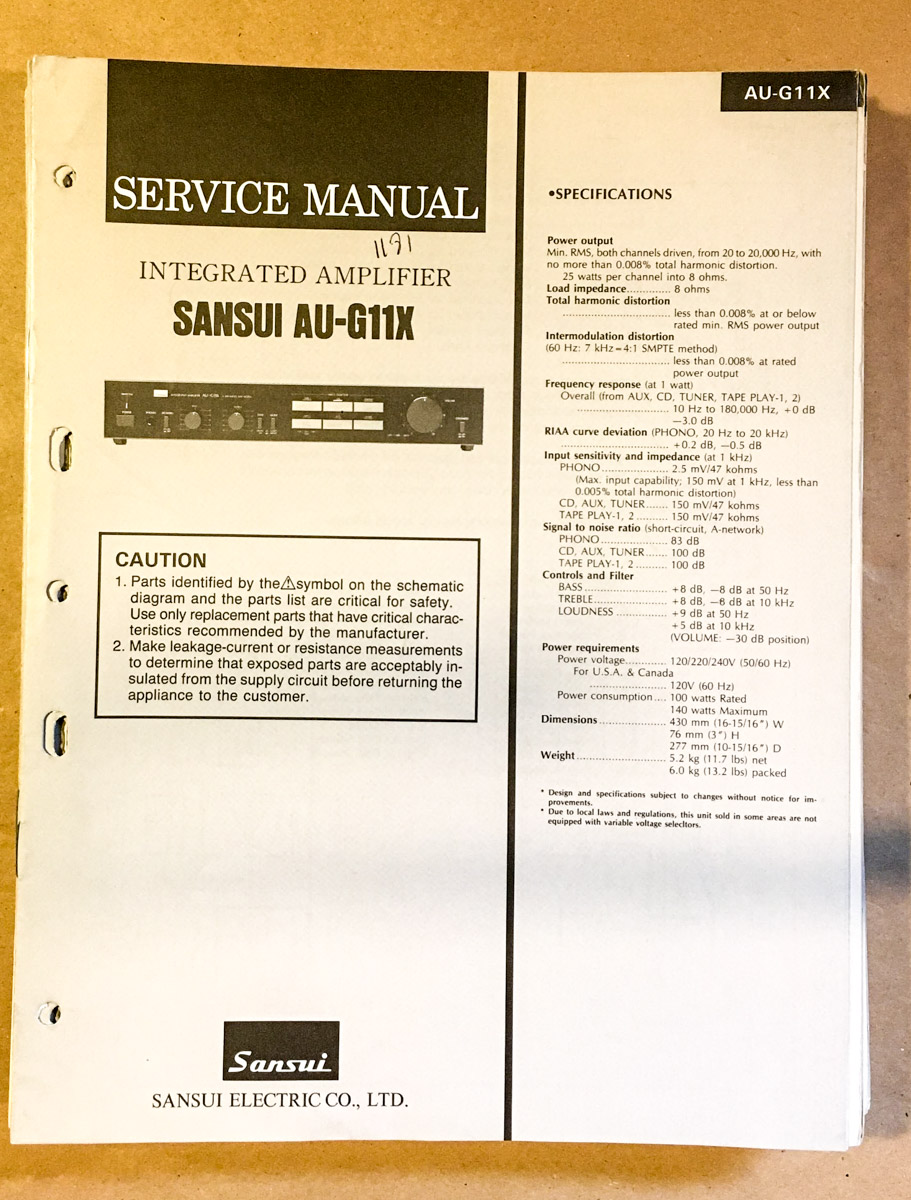 SERVICE MANUAL
1171
INTEGRATED AMPLIFIER
SANSUI AU-G11X
CAUTION
1. Parts identified by the⚠symbol on the schematic
diagram and the parts list are critical for safety.
Use only replacement parts that have critical charac-
teristics recommended by the manufacturer.
2. Make leakage-current or resistance measurements
to determine that exposed parts are acceptably in-
sulated from the supply circuit before returning the
appliance to the customer.
Sansui
SANSUI ELECTRIC CO., LTD.
AU-G11X
•SPECIFICATIONS
Power output
Min. RMS, both channels driven, from 20 to 20,000 Hz, with
no more than 0.008% total harmonic distortion.
25 watts per channel into 8 ohms.
Load impedance............. 8 ohms
Total harmonic distortion
................................ less than 0.008% at or below
rated min. RMS power output
Intermodulation distortion
(60 Hz: 7 kHz=4:1 SMPTE method)
................................ less than 0.008% at rated
power output
Frequency response (at 1 watt)
Overall (from AUX, CD, TUNER, TAPE PLAY-1, 2)
........................... 10 Hz to 180,000 Hz, +0 dB
−3.0 dB
RIAA curve deviation (PHONO, 20 Hz to 20 kHz)
................................ +0.2 dB, −0.5 dB
Input sensitivity and impedance (at 1 kHz)
PHONO .................... 2.5 mV/47 kohms
(Max. input capability; 150 mV at 1 kHz, less than
0.005% total harmonic distortion)
CD, AUX, TUNER....... 150 mV/47 kohms
TAPE PLAY-1, 2 .......... 150 mV/47 kohms
Signal to noise ratio (short-circuit, A-network)
PHONO .................... 83 dB
CD, AUX, TUNER....... 100 dB
TAPE PLAY-1, 2 .......... 100 dB
Controls and Filter
BASS ......................... +8 dB, −8 dB at 50 Hz
TREBLE...................... +8 dB, −8 dB at 10 kHz
LOUDNESS ................ +9 dB at 50 Hz
+5 dB at 10 kHz
(VOLUME: −30 dB position)
Power requirements
Power voltage............. 120/220/240V (50/60 Hz)
For U.S.A. & Canada
....................... 120V (60 Hz)
Power consumption .... 100 watts Rated
140 watts Maximum
Dimensions .................... 430 mm (16-15/16″) W
76 mm (3″) H
277 mm (10-15/16″) D
Weight........................... 5.2 kg (11.7 lbs) net
6.0 kg (13.2 lbs) packed
* Design and specifications subject to changes without notice for im-
provements.
* Due to local laws and regulations, this unit sold in some areas are not
equipped with variable voltage seleclors.